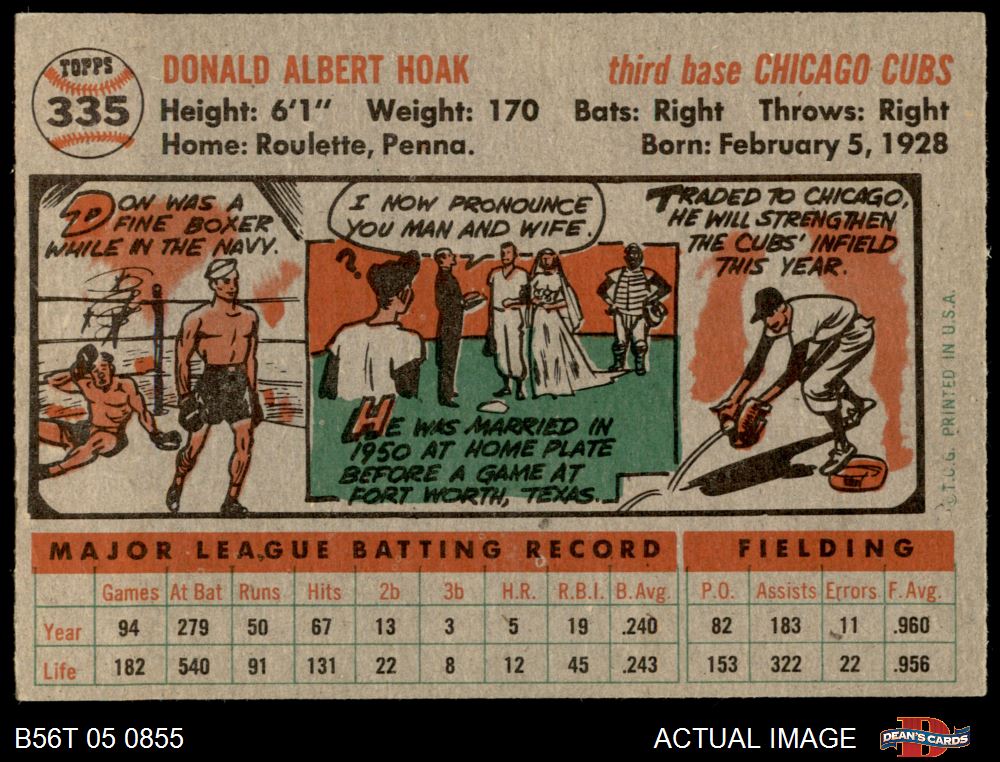 TOPPS
335
DONALD ALBERT HOAK
third base CHICAGO CUBS
Height: 6'1" Weight: 170 Bats: Right Throws: Right
Home: Roulette, Penna. Born: February 5, 1928
DON WAS A
FINE BOXER
WHILE IN THE NAVY.
I NOW PRONOUNCE
YOU MAN AND WIFE.
?
HE WAS MARRIED IN
1950 AT HOME PLATE
BEFORE A GAME AT
FORT WORTH, TEXAS.
TRADED TO CHICAGO,
HE WILL STRENGTHEN
THE CUBS' INFIELD
THIS YEAR.
© T.C.G. PRINTED IN U.S.A.
MAJOR LEAGUE BATTING RECORD FIELDING
Games At Bat Runs Hits 2b 3b H.R. R.B.I. B.Avg. P.O. Assists Errors F.Avg.
Year 94 279 50 67 13 3 5 19 .240 82 183 11 .960
Life 182 540 91 131 22 8 12 45 .243 153 322 22 .956
B56T 05 0855
ACTUAL IMAGE
D
DEAN'S CARDS